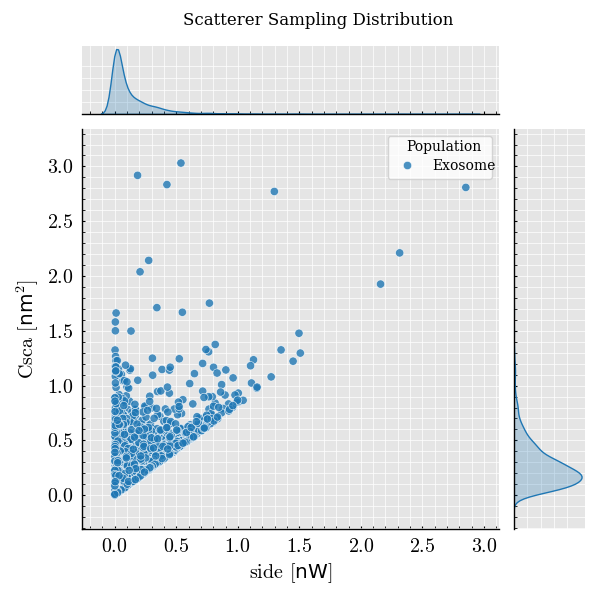 Scatterer Sampling Distribution
Population
Exosome
3.0
2.5
2.0
1.5
1.0
0.5
0.0
Csca [nm²]
0.0 0.5 1.0 1.5 2.0 2.5 3.0
side [nW]